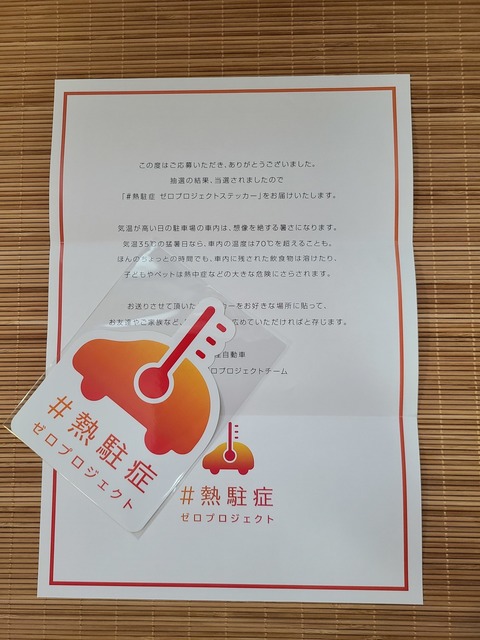 この度はご応募いただき、ありがとうございました。
抽選の結果、当選されましたので
「#熱駐症 ゼロプロジェクトステッカー」をお届けいたします。
気温が高い日の駐車場の車内は、想像を絶する暑さになります。
気温35℃の猛暑日なら、車内の温度は70℃を超えることも。
ほんのちょっとの時間でも、車内に残された飲食物は溶けたり、
子どもやペットは熱中症などの大きな危険にさらされます。
お送りさせて頂いた カーをお好きな場所に貼って、
お友達やご家族など、 広めていただければと存じます。
産自動車
ロプロジェクトチーム
#熱駐症
ゼロプロジェクト
#熱駐症
ゼロプロジェクト